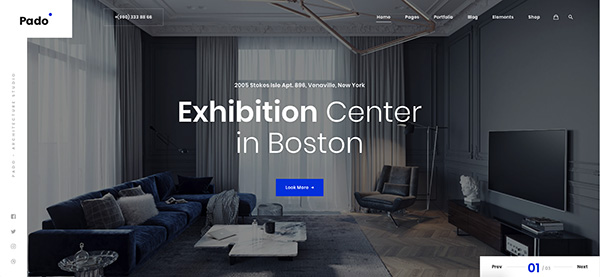 Pado
(980) 333 88 66
Home Pages Portfolio Blog Elements Shop
PADO - ARCHITECTURE STUDIO
2005 Stokes Isle Apt. 896, Venaville, New York
Exhibition Center
in Boston
Look More →
Prev 01 / 03 Next